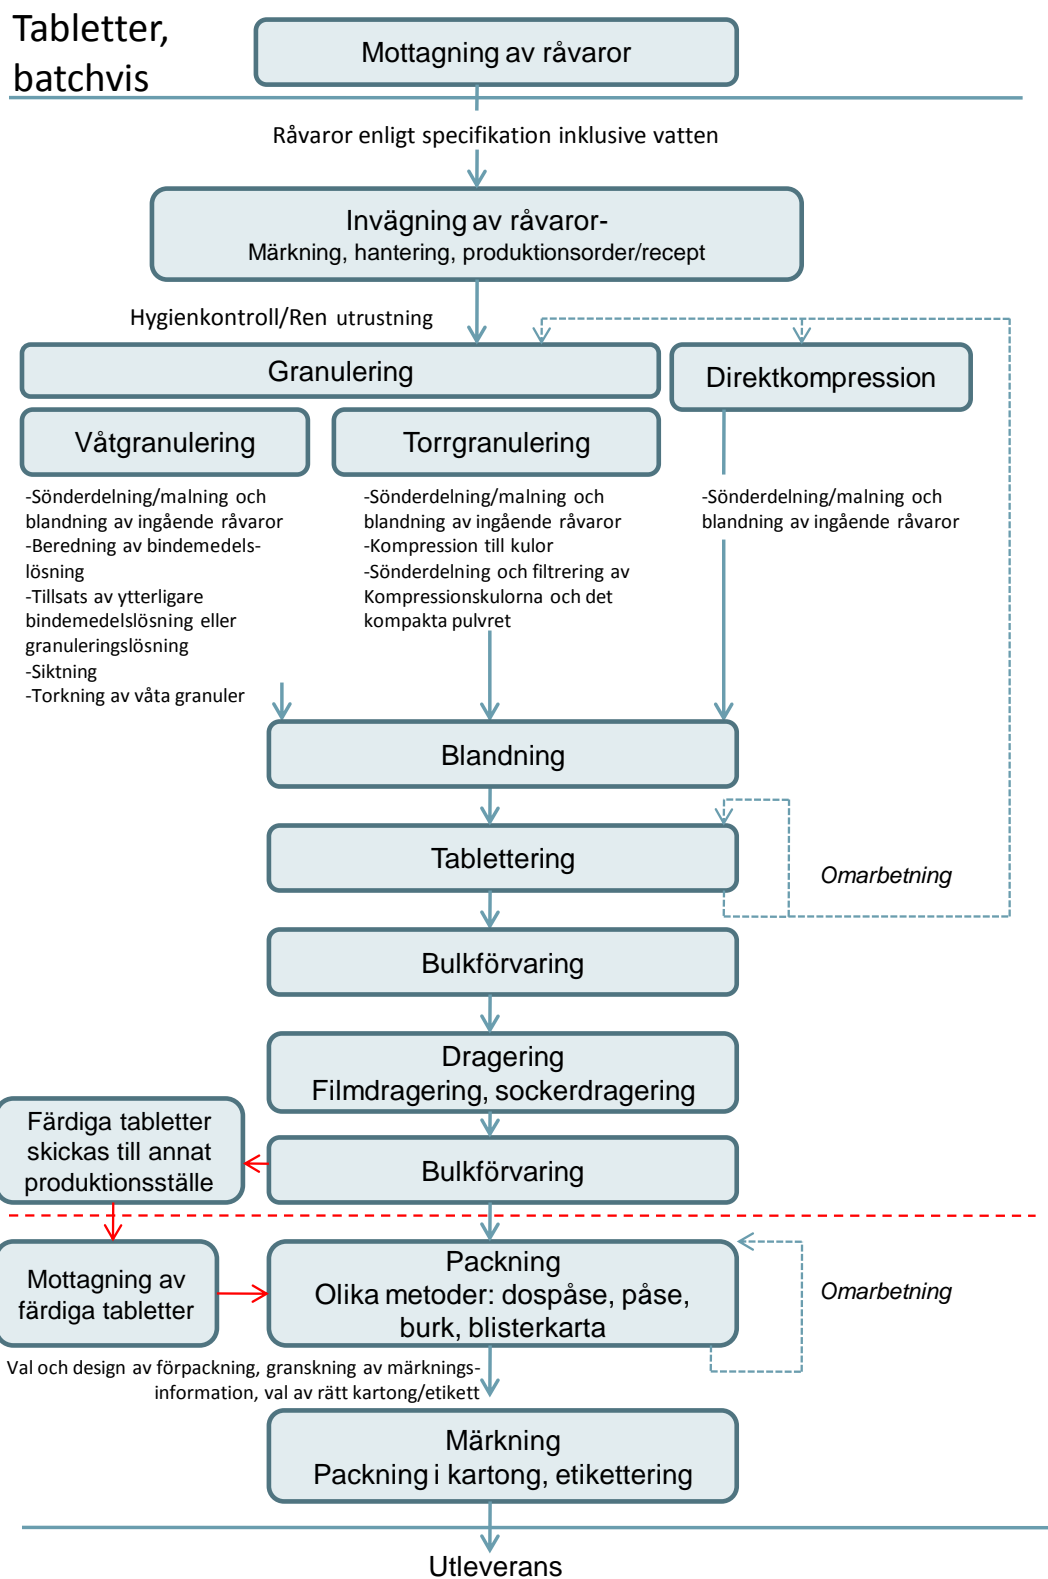 Tabletter,
batchvis
Mottagning av råvaror
Råvaror enligt specifikation inklusive vatten
Invägning av råvaror-
Märkning, hantering, produktionsorder/recept
Hygienkontroll/Ren utrustning
Granulering
Direktkompression
Våtgranulering
Torrgranulering
-Sönderdelning/malning och
blandning av ingående råvaror
-Beredning av bindemedels-
lösning
-Tillsats av ytterligare
bindemedelslösning eller
granuleringslösning
-Siktning
-Torkning av våta granuler
-Sönderdelning/malning och
blandning av ingående råvaror
-Kompression till kulor
-Sönderdelning och filtrering av
Kompressionskulorna och det
kompakta pulvret
-Sönderdelning/malning och
blandning av ingående råvaror
Blandning
Tablettering
Omarbetning
Bulkförvaring
Dragering
Filmdragering, sockerdragering
Färdiga tabletter
skickas till annat
produktionsställe
Bulkförvaring
Mottagning av
färdiga tabletter
Packning
Olika metoder: dospåse, påse,
burk, blisterkarta
Omarbetning
Val och design av förpackning, granskning av märknings-
information, val av rätt kartong/etikett
Märkning
Packning i kartong, etikettering
Utleverans